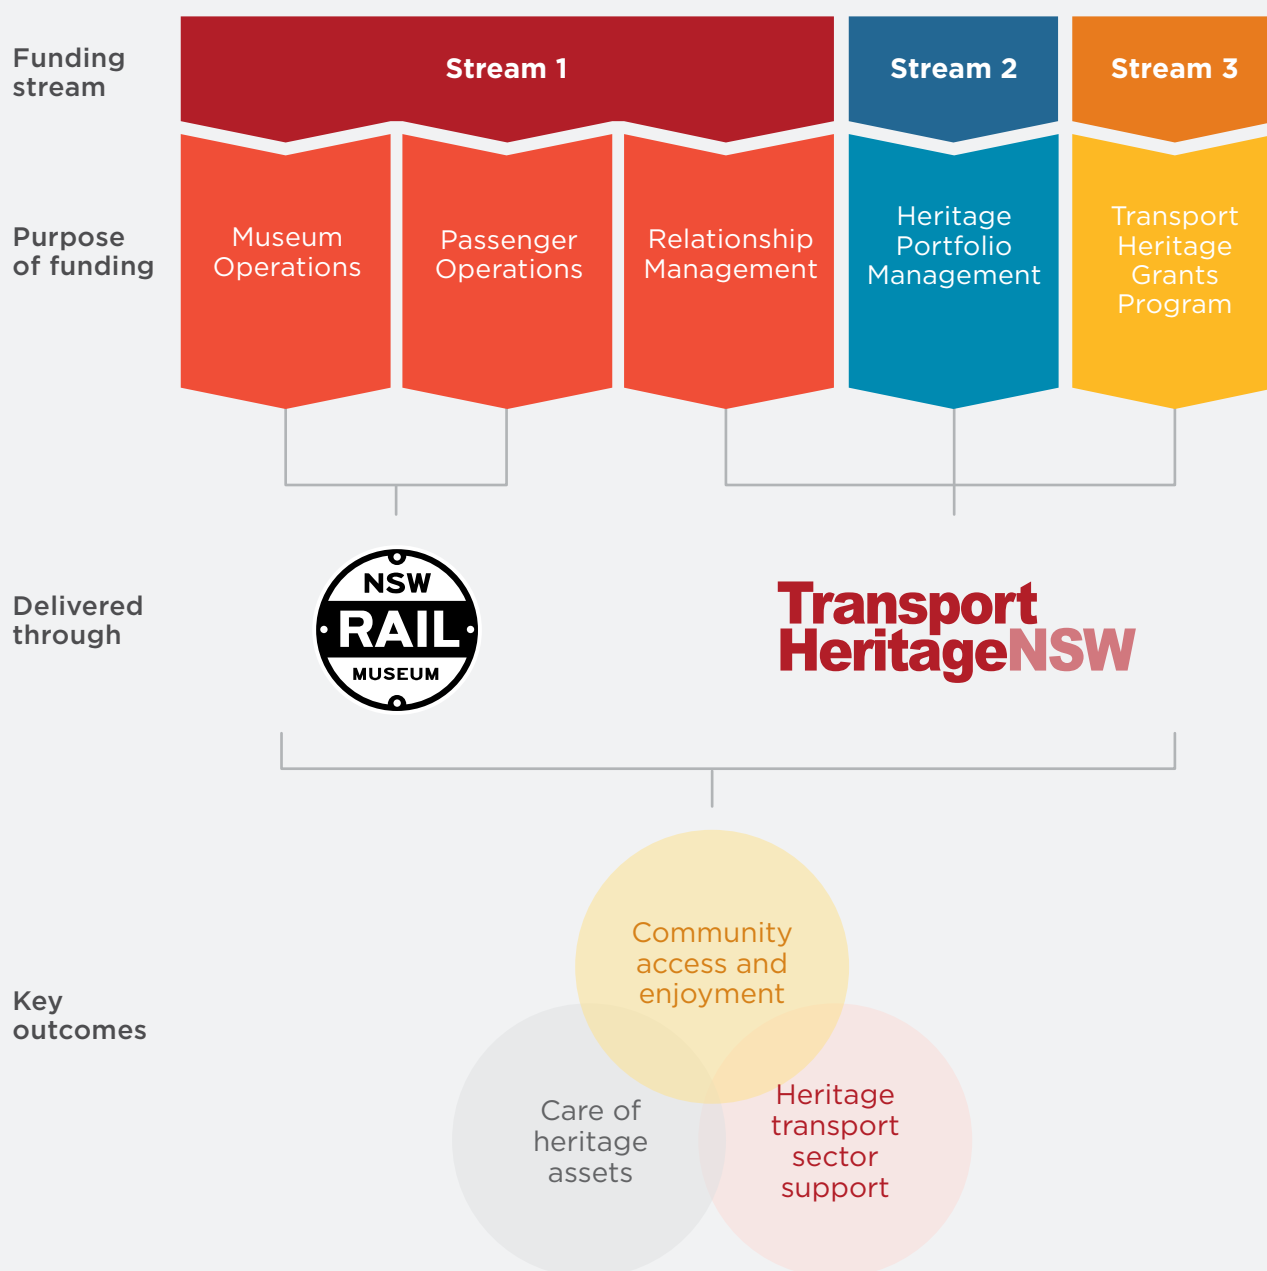 Funding
stream
Stream 1
Stream 2
Stream 3
Purpose
of funding
Museum
Operations
Passenger
Operations
Relationship
Management
Heritage
Portfolio
Management
Transport
Heritage
Grants
Program
Delivered
through
NSW
RAIL
MUSEUM
Transport
HeritageNSW
Key
outcomes
Community
access and
enjoyment
Care of
heritage
assets
Heritage
transport
sector
support